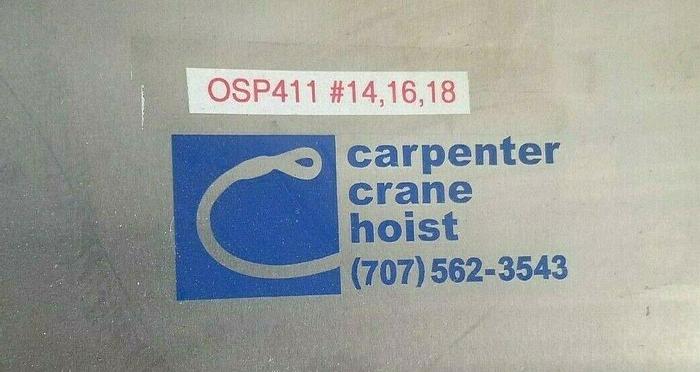 OSP411 #14,16,18
carpenter
crane
hoist
(707) 562-3543